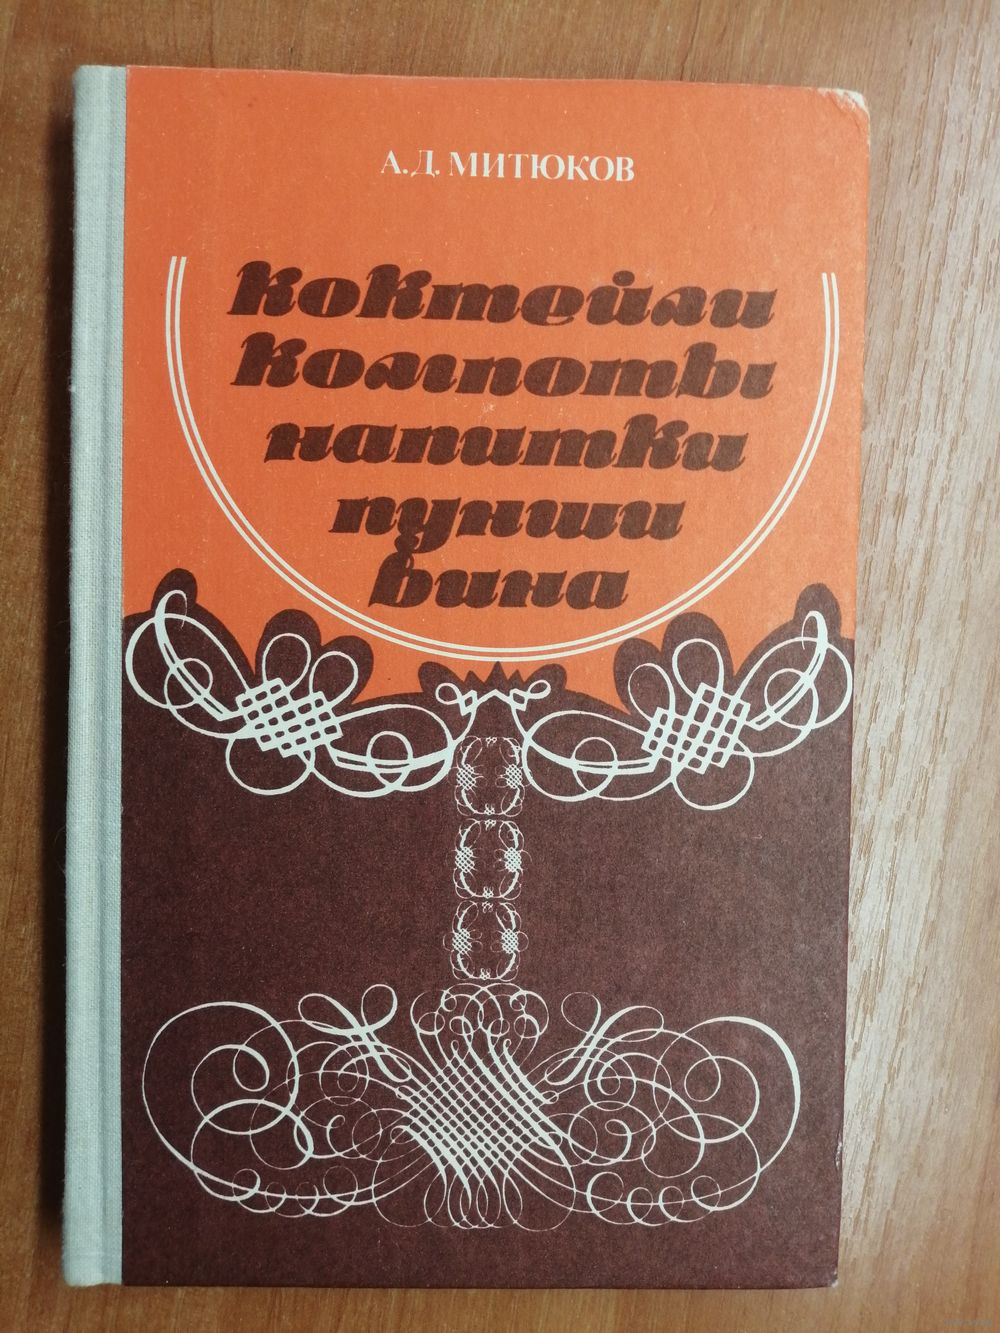 А.Д. МИТЮКОВ
коктейли
компоты
напитки
пунши
вина